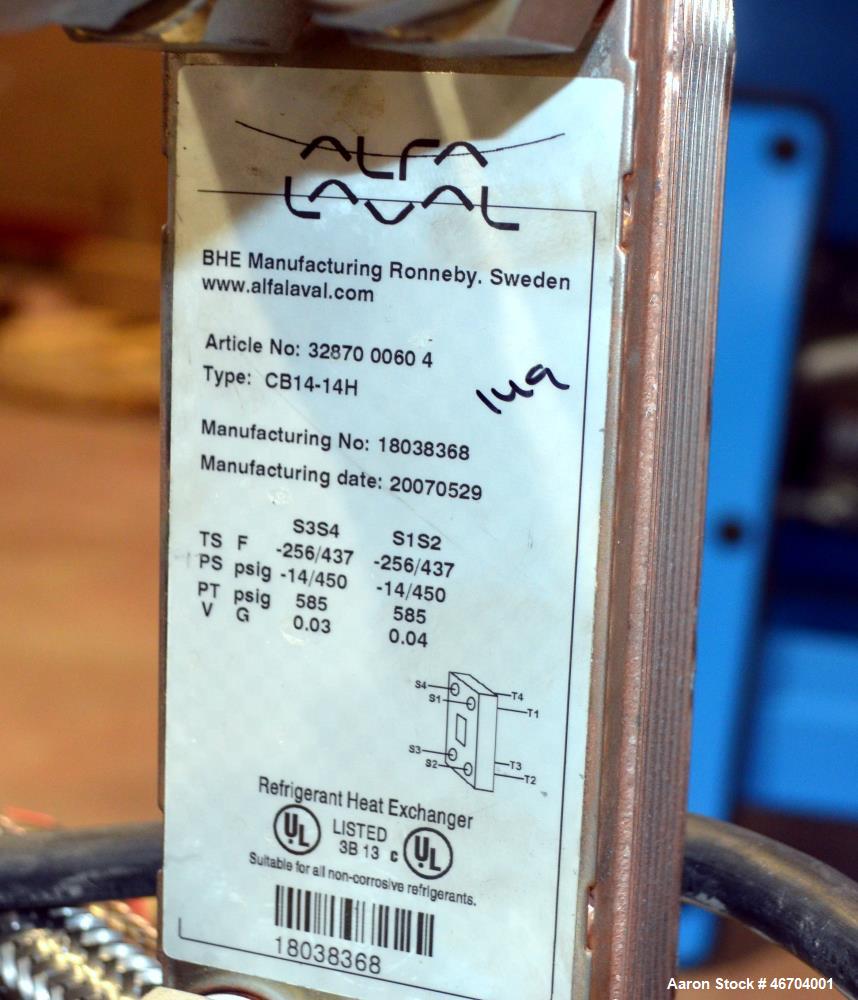 ALFA
LAVAL
BHE Manufacturing Ronneby. Sweden
www.alfalaval.com
Article No: 32870 0060 4
Type: CB14-14H
Manufacturing No: 18038368
Manufacturing date: 20070529
S3S4 S1S2
TS F -256/437 -256/437
PS psig -14/450 -14/450
PT psig 585 585
V G 0.03 0.04
S4 T4
S1 T1
S3 T3
S2 T2
Refrigerant Heat Exchanger
UL LISTED 3B 13 c UL
Suitable for all non-corrosive refrigerants.
18038368
Aaron Stock # 46704001